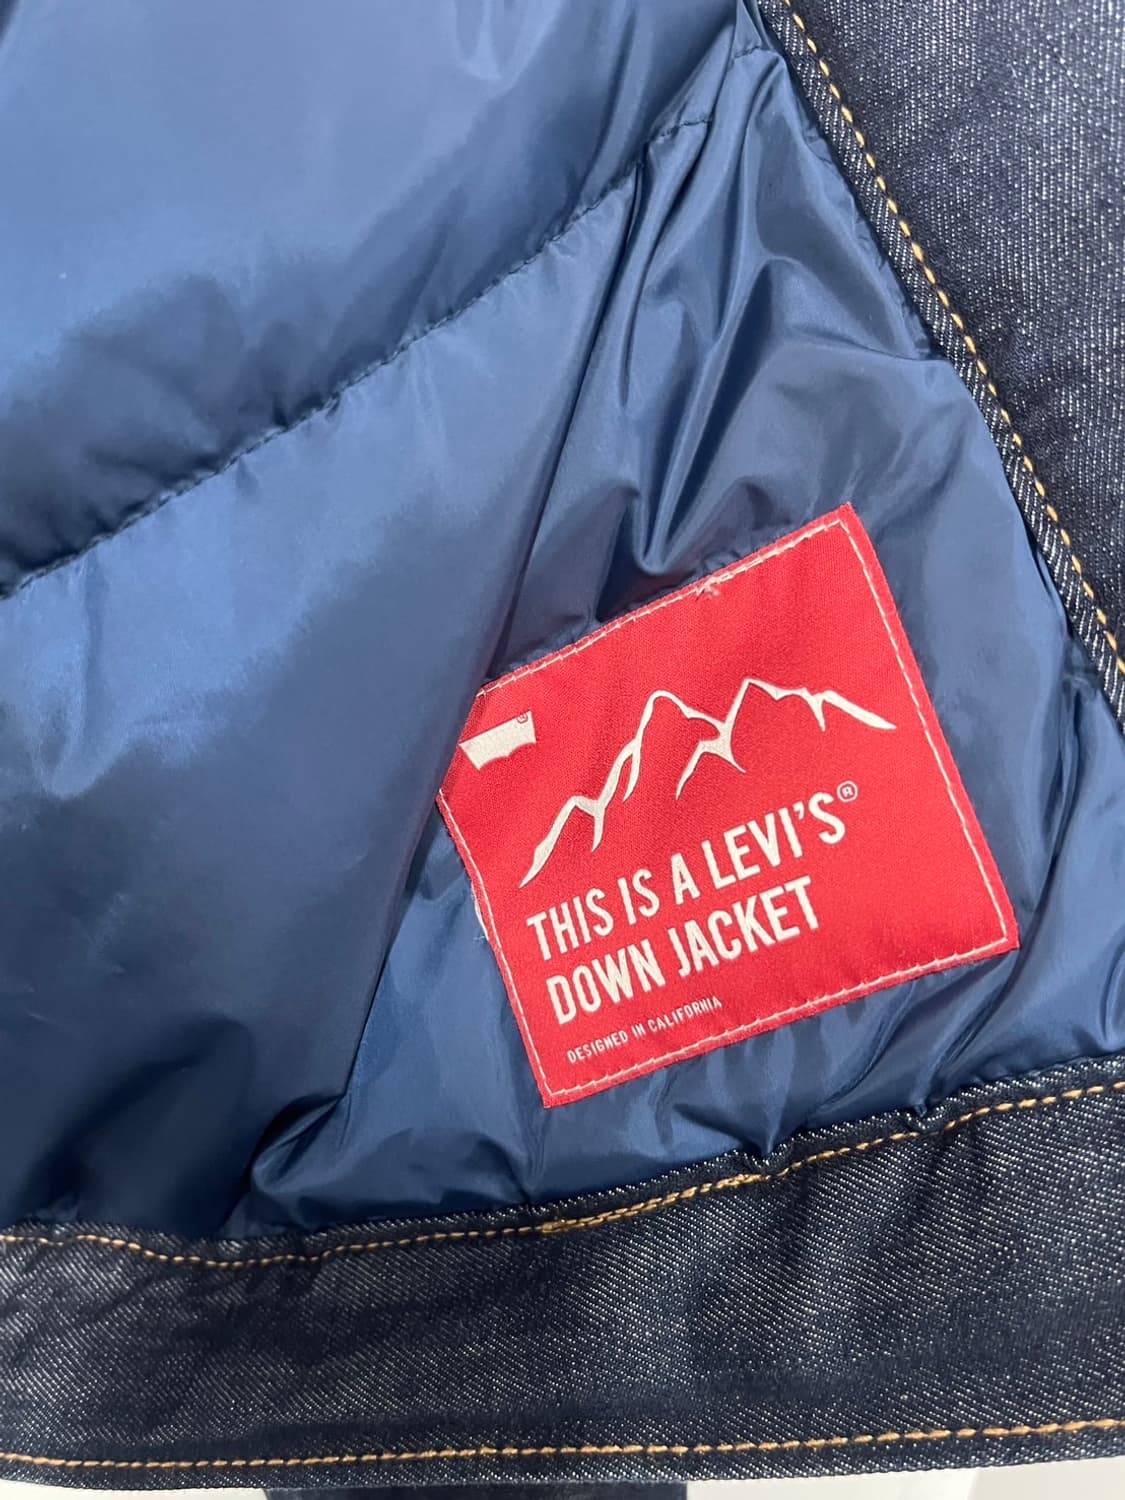 ®
THIS IS A LEVI'S®
DOWN JACKET
DESIGNED IN CALIFORNIA